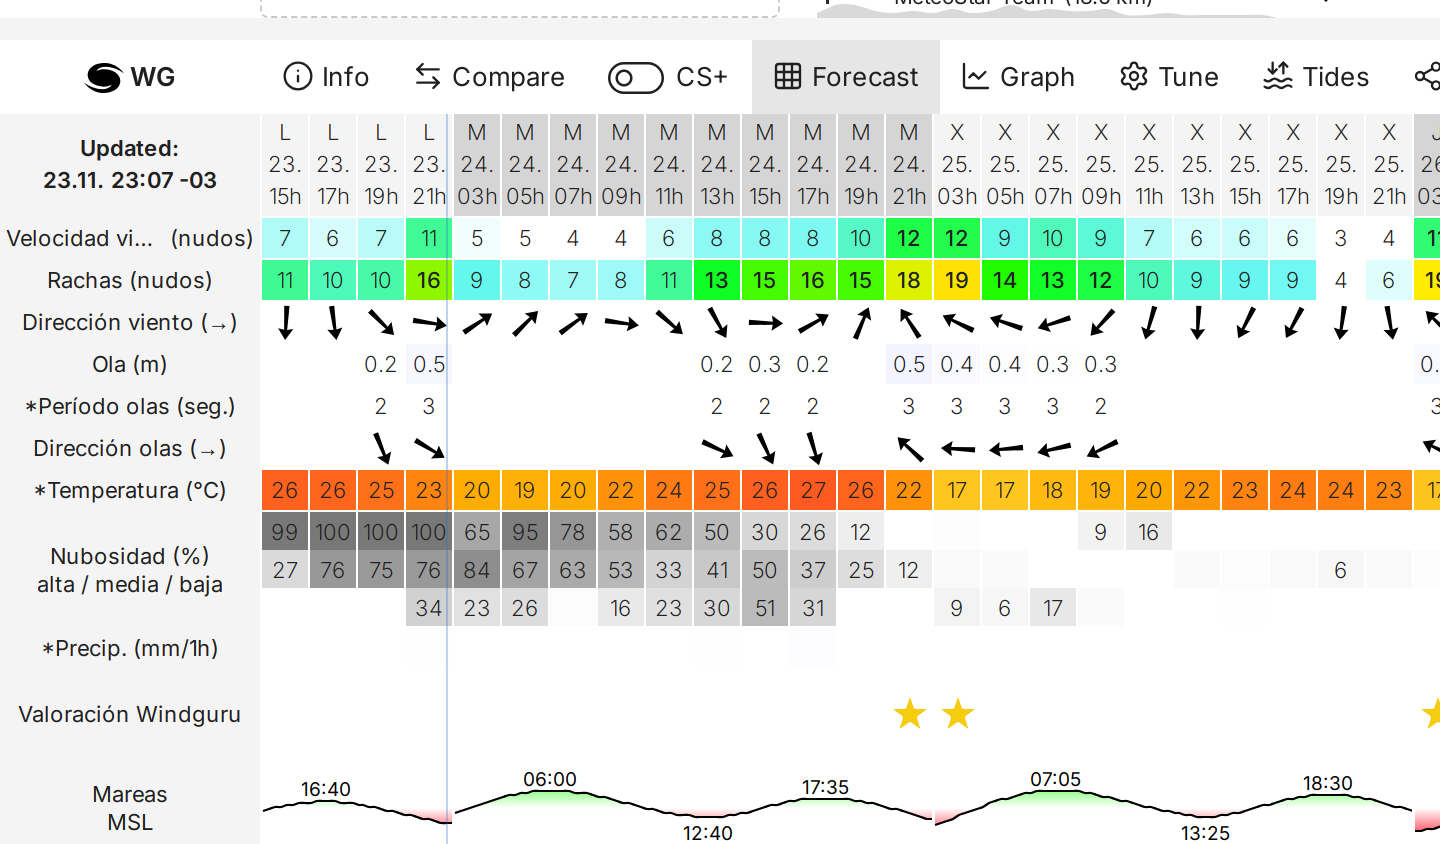 WG Info Compare CS+ Forecast Graph Tune Tides
Updated:
23.11. 23:07 -03
L L L L M M M M M M M M M M X X X X X X X X X X
23. 23. 23. 23. 24. 24. 24. 24. 24. 24. 24. 24. 24. 24. 25. 25. 25. 25. 25. 25. 25. 25. 25. 25.
15h 17h 19h 21h 03h 05h 07h 09h 11h 13h 15h 17h 19h 21h 03h 05h 07h 09h 11h 13h 15h 17h 19h 21h
Velocidad vi... (nudos) 7 6 7 11 5 5 4 4 6 8 8 8 10 12 12 9 10 9 7 6 6 6 3 4
Rachas (nudos) 11 10 10 16 9 8 7 8 11 13 15 16 15 18 19 14 13 12 10 9 9 9 4 6
Dirección viento (→)
Ola (m) 0.2 0.5 0.2 0.3 0.2 0.5 0.4 0.4 0.3 0.3
*Período olas (seg.) 2 3 2 2 2 3 3 3 3 2
Dirección olas (→)
*Temperatura (°C) 26 26 25 23 20 19 20 22 24 25 26 27 26 22 17 17 18 19 20 22 23 24 24 23
99 100 100 100 65 95 78 58 62 50 30 26 12 9 16
Nubosidad (%)
27 76 75 76 84 67 63 53 33 41 50 37 25 12 6
alta / media / baja
34 23 26 16 23 30 51 31 9 6 17
*Precip. (mm/1h)
Valoración Windguru
16:40 06:00 17:35 07:05 18:30
Mareas
MSL
12:40 13:25